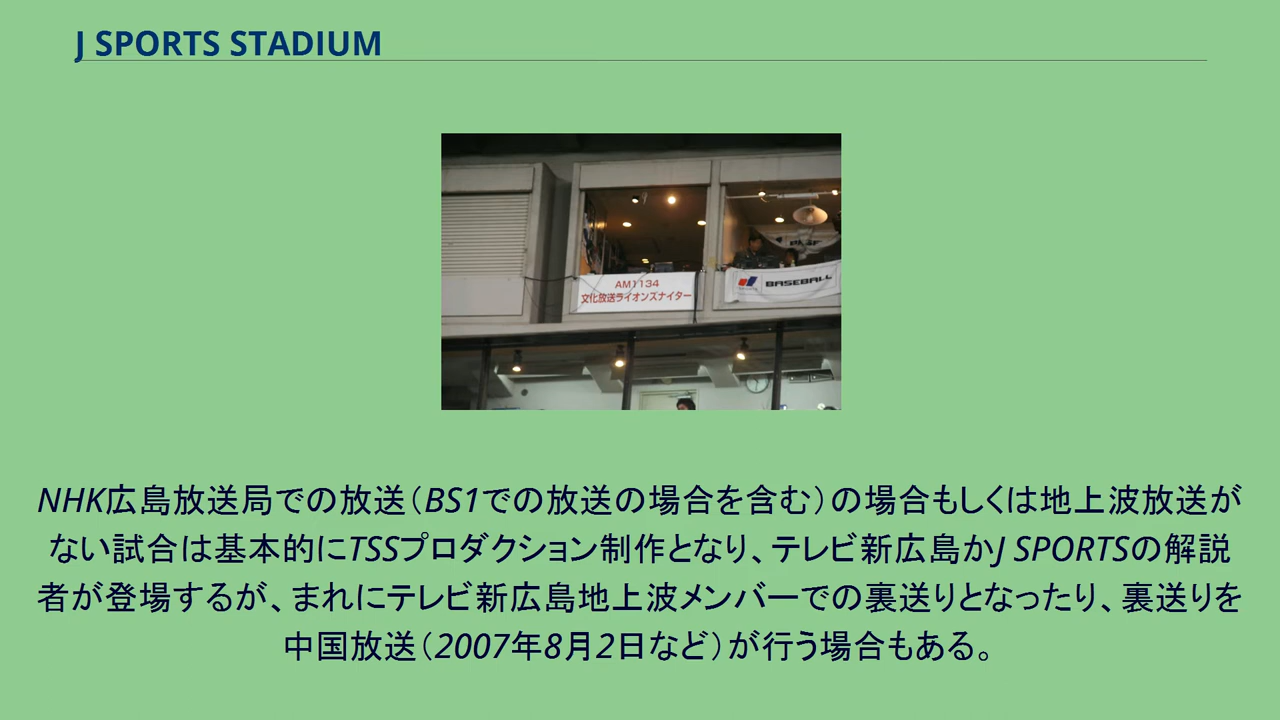 J SPORTS STADIUM
AM1134
文化放送ライオンズナイター
BASEBALL
NHK広島放送局での放送（BS1での放送の場合を含む）の場合もしくは地上波放送が
ない試合は基本的にTSSプロダクション制作となり、テレビ新広島かJ SPORTSの解説
者が登場するが、まれにテレビ新広島地上波メンバーでの裏送りとなったり、裏送りを
中国放送（2007年8月2日など）が行う場合もある。